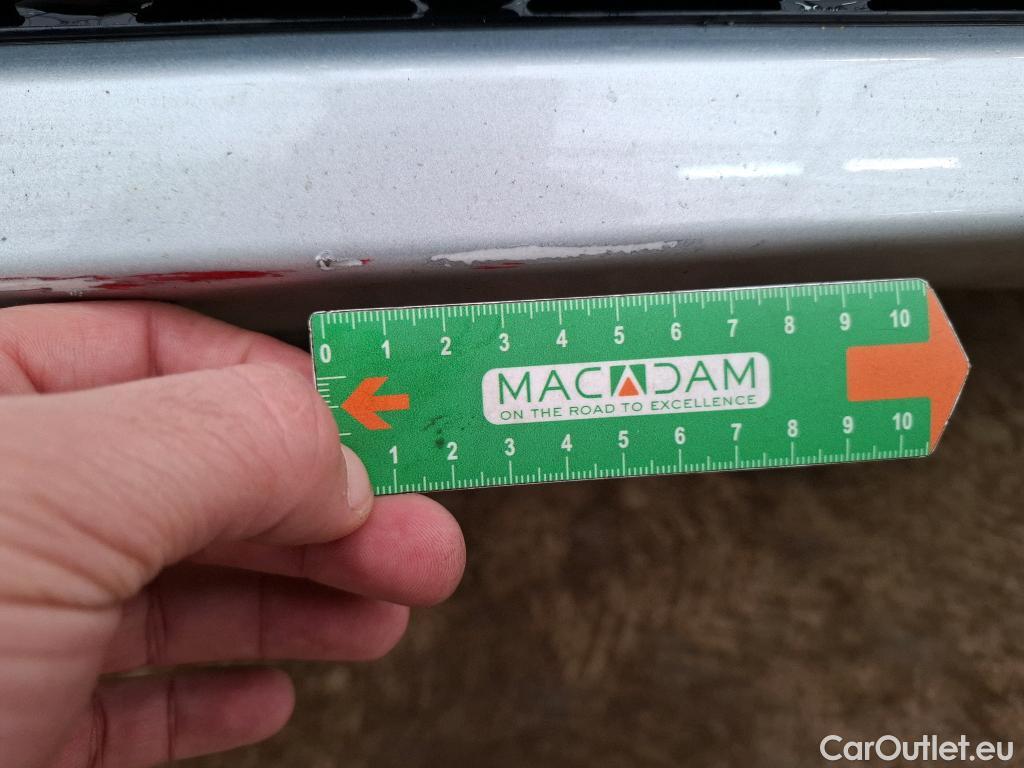 0 1 2 3 4 5 6 7 8 9 10
MACADAM
ON THE ROAD TO EXCELLENCE
1 2 3 4 5 6 7 8 9 10
CarOutlet.eu